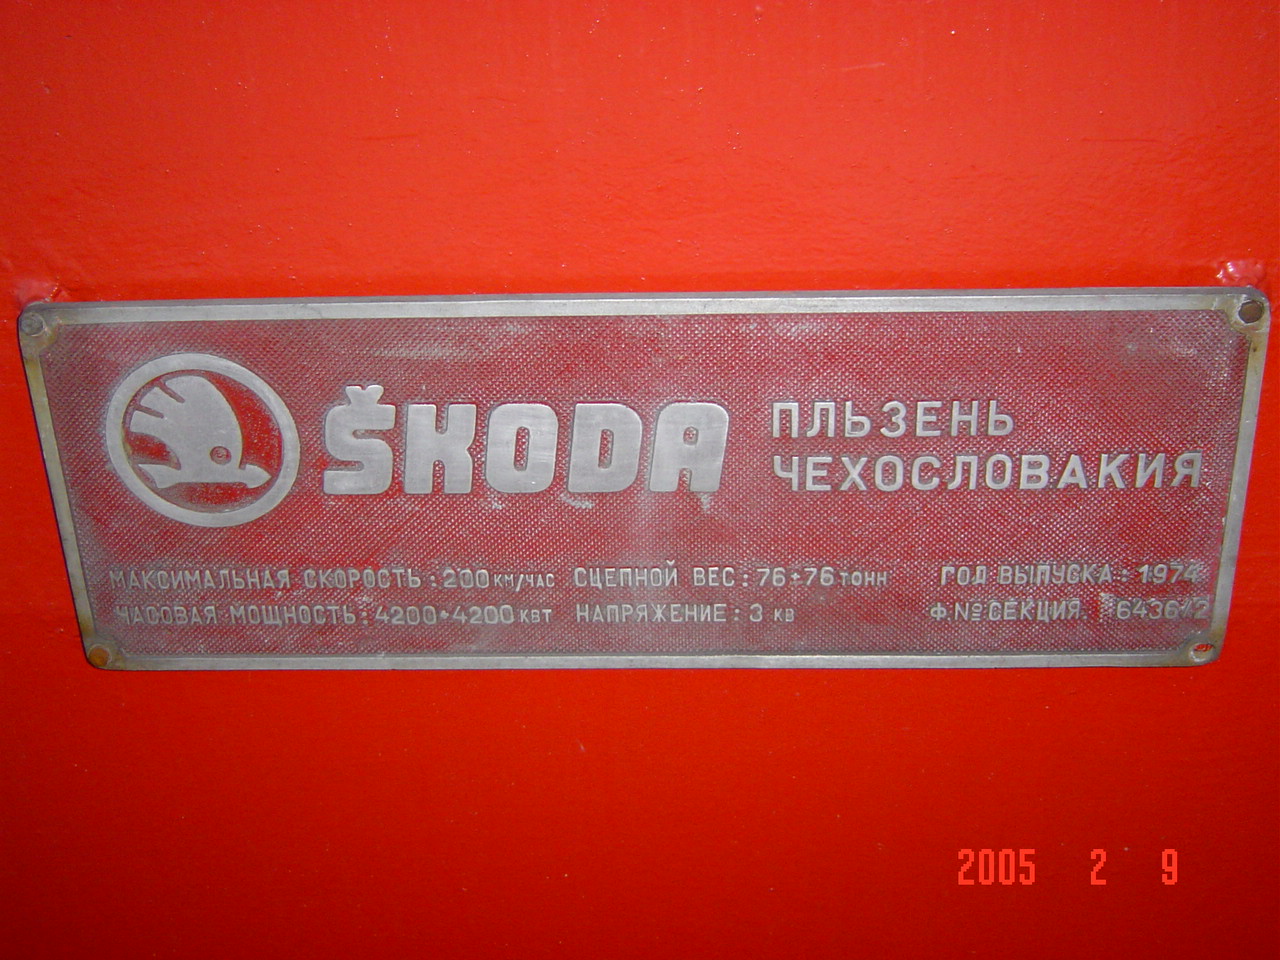 ŠKODA
ПЛЬЗЕНЬ
ЧЕХОСЛОВАКИЯ
МАКСИМАЛЬНАЯ СКОРОСТЬ : 200 КМ/ЧАС СЦЕПНОЙ ВЕС : 76+76 ТОНН ГОД ВЫПУСКА : 1974
ЧАСОВАЯ МОЩНОСТЬ : 4200+4200 КВТ НАПРЯЖЕНИЕ : 3 КВ Ф.№ СЕКЦИЯ. 6436/2
2005 2 9